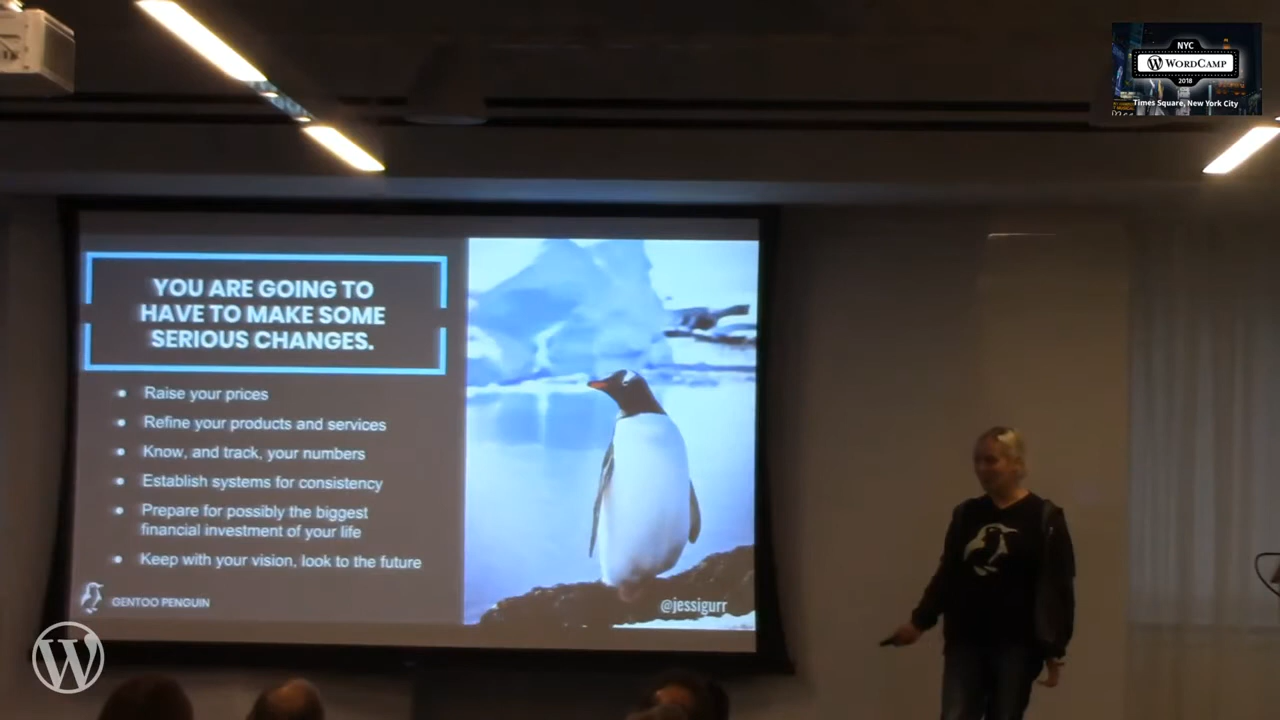 NYC
WORDCAMP
2018
Times Square, New York City
YOU ARE GOING TO
HAVE TO MAKE SOME
SERIOUS CHANGES.
• Raise your prices
• Refine your products and services
• Know, and track, your numbers
• Establish systems for consistency
• Prepare for possibly the biggest
financial investment of your life
• Keep with your vision, look to the future
GENTOO PENGUIN
@jessigurr